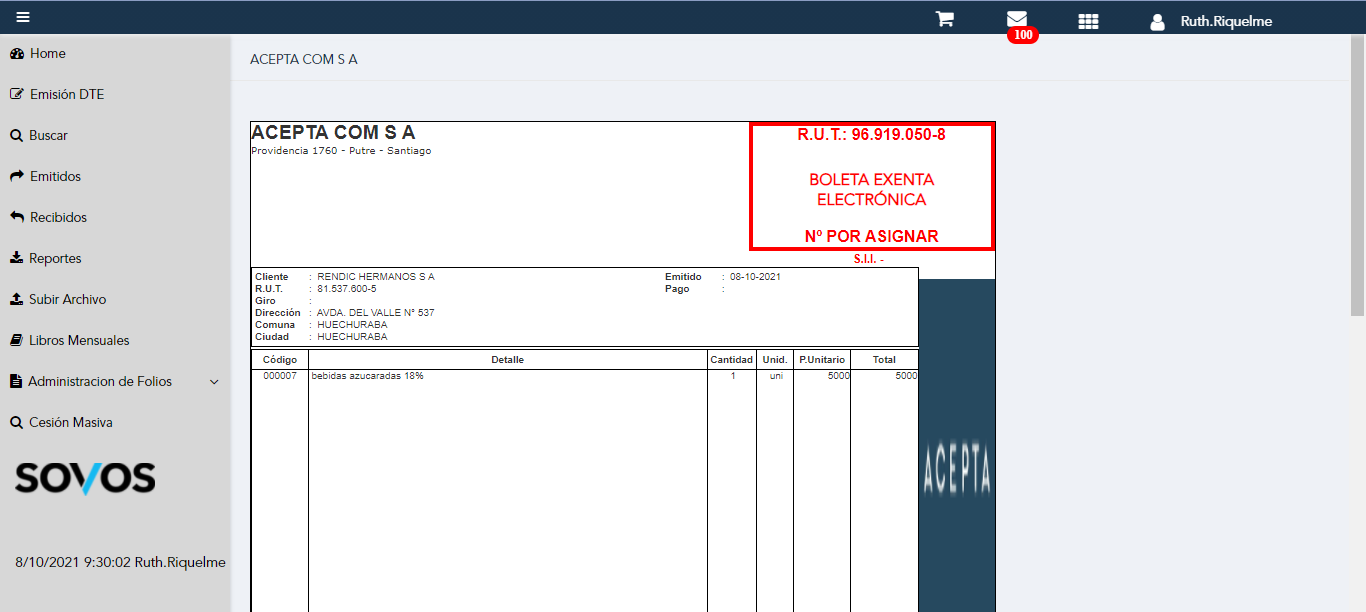 Ruth.Riquelme
100
Home
Emisión DTE
Buscar
Emitidos
Recibidos
Reportes
Subir Archivo
Libros Mensuales
Administracion de Folios
Cesión Masiva
SOVOS
8/10/2021 9:30:02 Ruth.Riquelme
ACEPTA COM S A
ACEPTA COM S A
Providencia 1760 - Putre - Santiago
R.U.T.: 96.919.050-8
BOLETA EXENTA
ELECTRÓNICA
Nº POR ASIGNAR
S.I.I. -
Cliente : RENDIC HERMANOS S A Emitido : 08-10-2021
R.U.T. : 81.537.600-5 Pago :
Giro :
Dirección : AVDA. DEL VALLE N° 537
Comuna : HUECHURABA
Ciudad : HUECHURABA
Código Detalle Cantidad Unid. P.Unitario Total
000007 bebidas azucaradas 18% 1 uni 5000 5000
ACEPTA